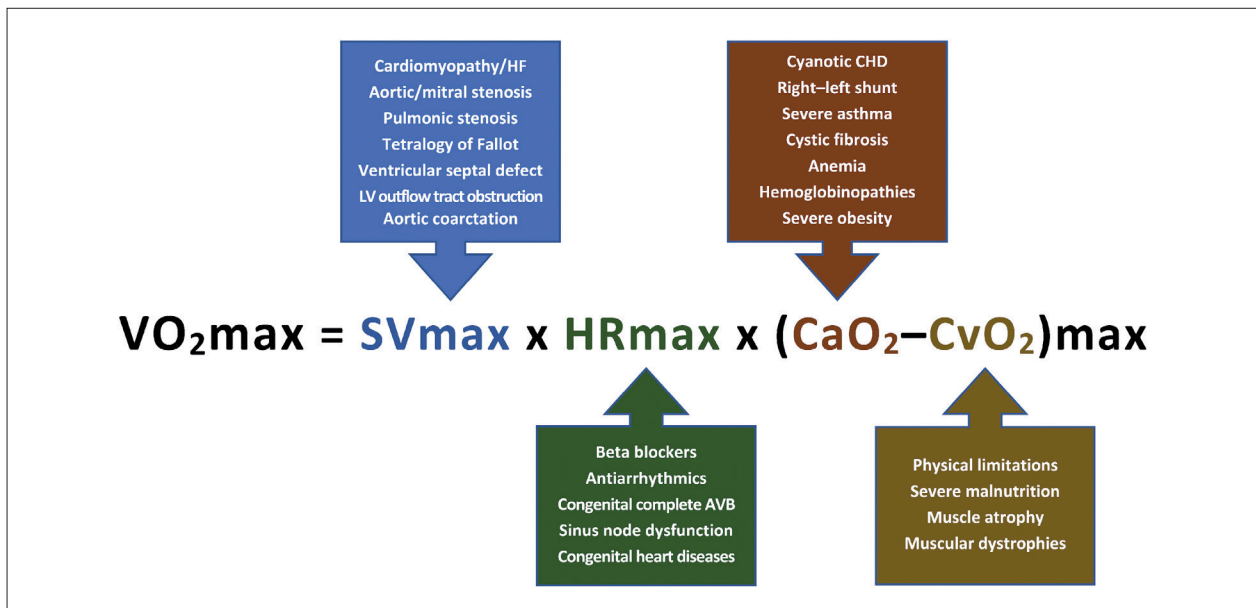 Cardiomyopathy/HF
Aortic/mitral stenosis
Pulmonic stenosis
Tetralogy of Fallot
Ventricular septal defect
LV outflow tract obstruction
Aortic coarctation
Cyanotic CHD
Right–left shunt
Severe asthma
Cystic fibrosis
Anemia
Hemoglobinopathies
Severe obesity
VO₂max = SVmax x HRmax x (CaO₂–CvO₂)max
Beta blockers
Antiarrhythmics
Congenital complete AVB
Sinus node dysfunction
Congenital heart diseases
Physical limitations
Severe malnutrition
Muscle atrophy
Muscular dystrophies